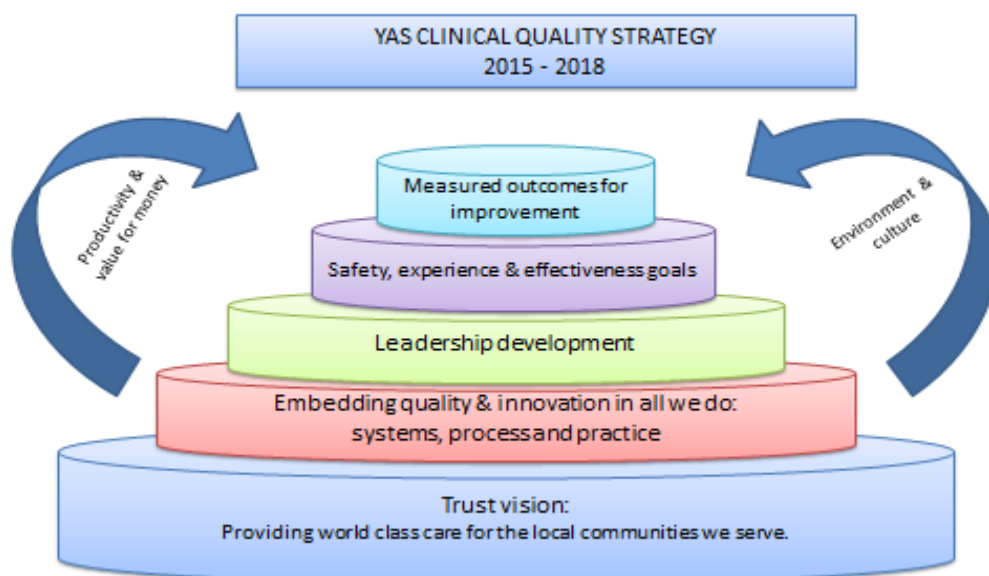 YAS CLINICAL QUALITY STRATEGY
2015 - 2018
Productivity &
value for money
Environment &
culture
Measured outcomes for
improvement
Safety, experience & effectiveness goals
Leadership development
Embedding quality & innovation in all we do:
systems, process and practice
Trust vision:
Providing world class care for the local communities we serve.